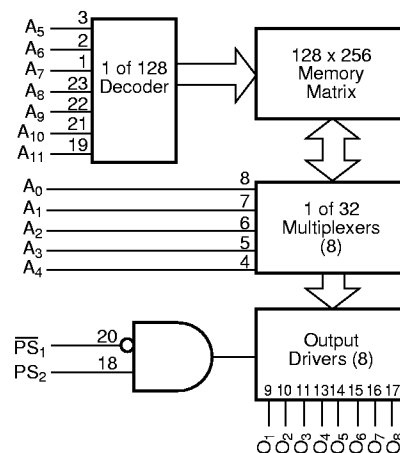 A5 3
A6 2
A7 1
A8 23
A9 22
A10 21
A11 19
1 of 128
Decoder
128 x 256
Memory
Matrix
A0 8
A1 7
A2 6
A3 5
A4 4
1 of 32
Multiplexers
(8)
P̅S̅1 20
PS2 18
Output
Drivers (8)
9 10 11 13 14 15 16 17
O1 O2 O3 O4 O5 O6 O7 O8